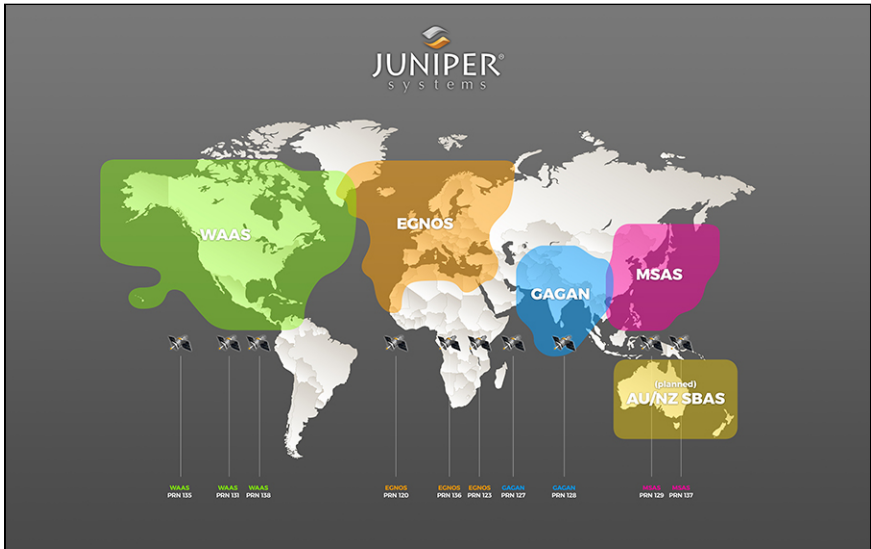 JUNIPER®
systems
WAAS
EGNOS
GAGAN
MSAS
(planned)
AU/NZ SBAS
WAAS
PRN 135
WAAS
PRN 131
WAAS
PRN 138
EGNOS
PRN 120
EGNOS
PRN 136
EGNOS
PRN 123
GAGAN
PRN 127
GAGAN
PRN 128
MSAS
PRN 129
MSAS
PRN 137